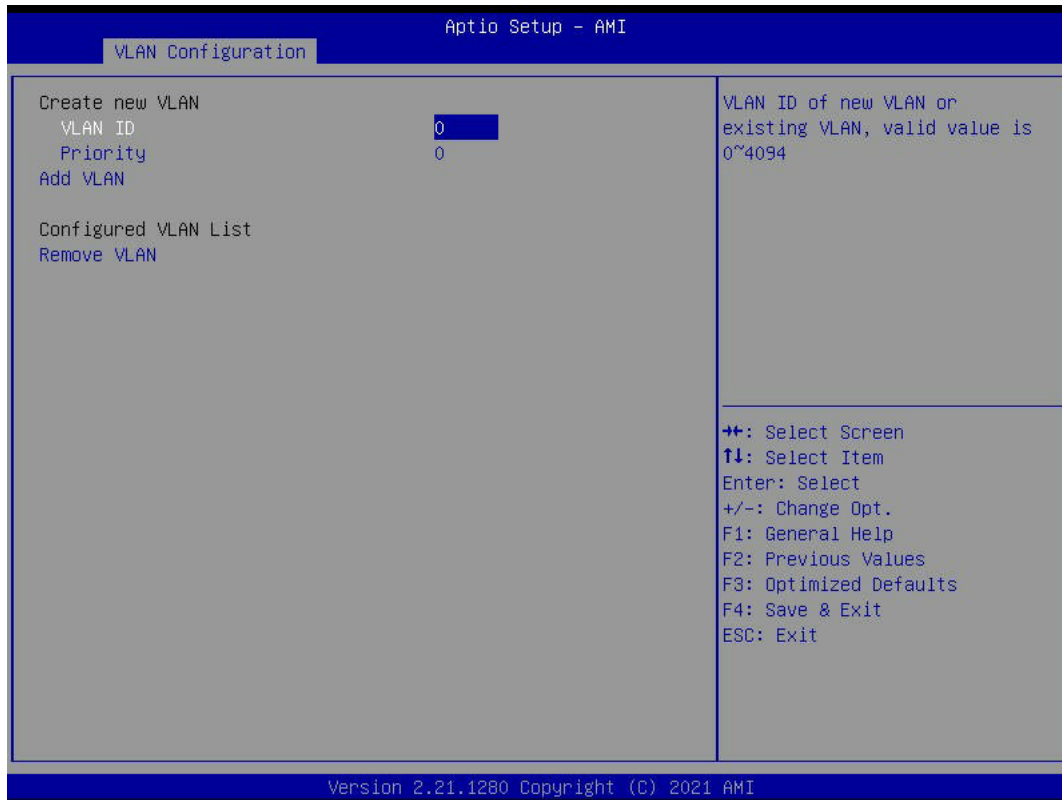 Aptio Setup – AMI
VLAN Configuration
Create new VLAN
VLAN ID 0
Priority 0
Add VLAN
Configured VLAN List
Remove VLAN
VLAN ID of new VLAN or
existing VLAN, valid value is
0~4094
→←: Select Screen
↑↓: Select Item
Enter: Select
+/-: Change Opt.
F1: General Help
F2: Previous Values
F3: Optimized Defaults
F4: Save & Exit
ESC: Exit
Version 2.21.1280 Copyright (C) 2021 AMI